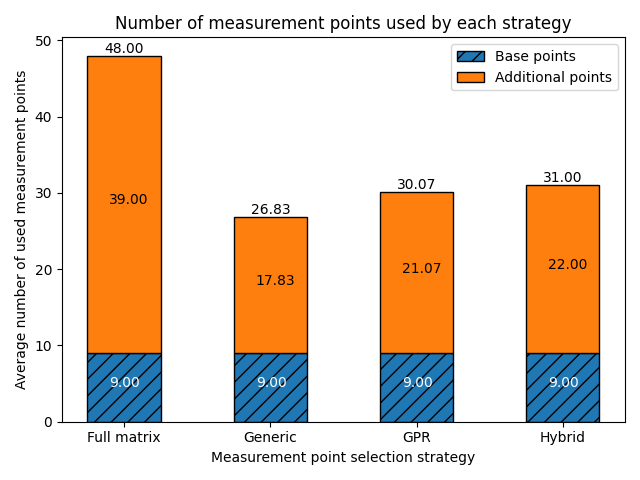 Number of measurement points used by each strategy
Average number of used measurement points
50
40
30
20
10
0
Base points
Additional points
48.00
39.00
9.00
26.83
17.83
9.00
30.07
21.07
9.00
31.00
22.00
9.00
Full matrix
Generic
GPR
Hybrid
Measurement point selection strategy